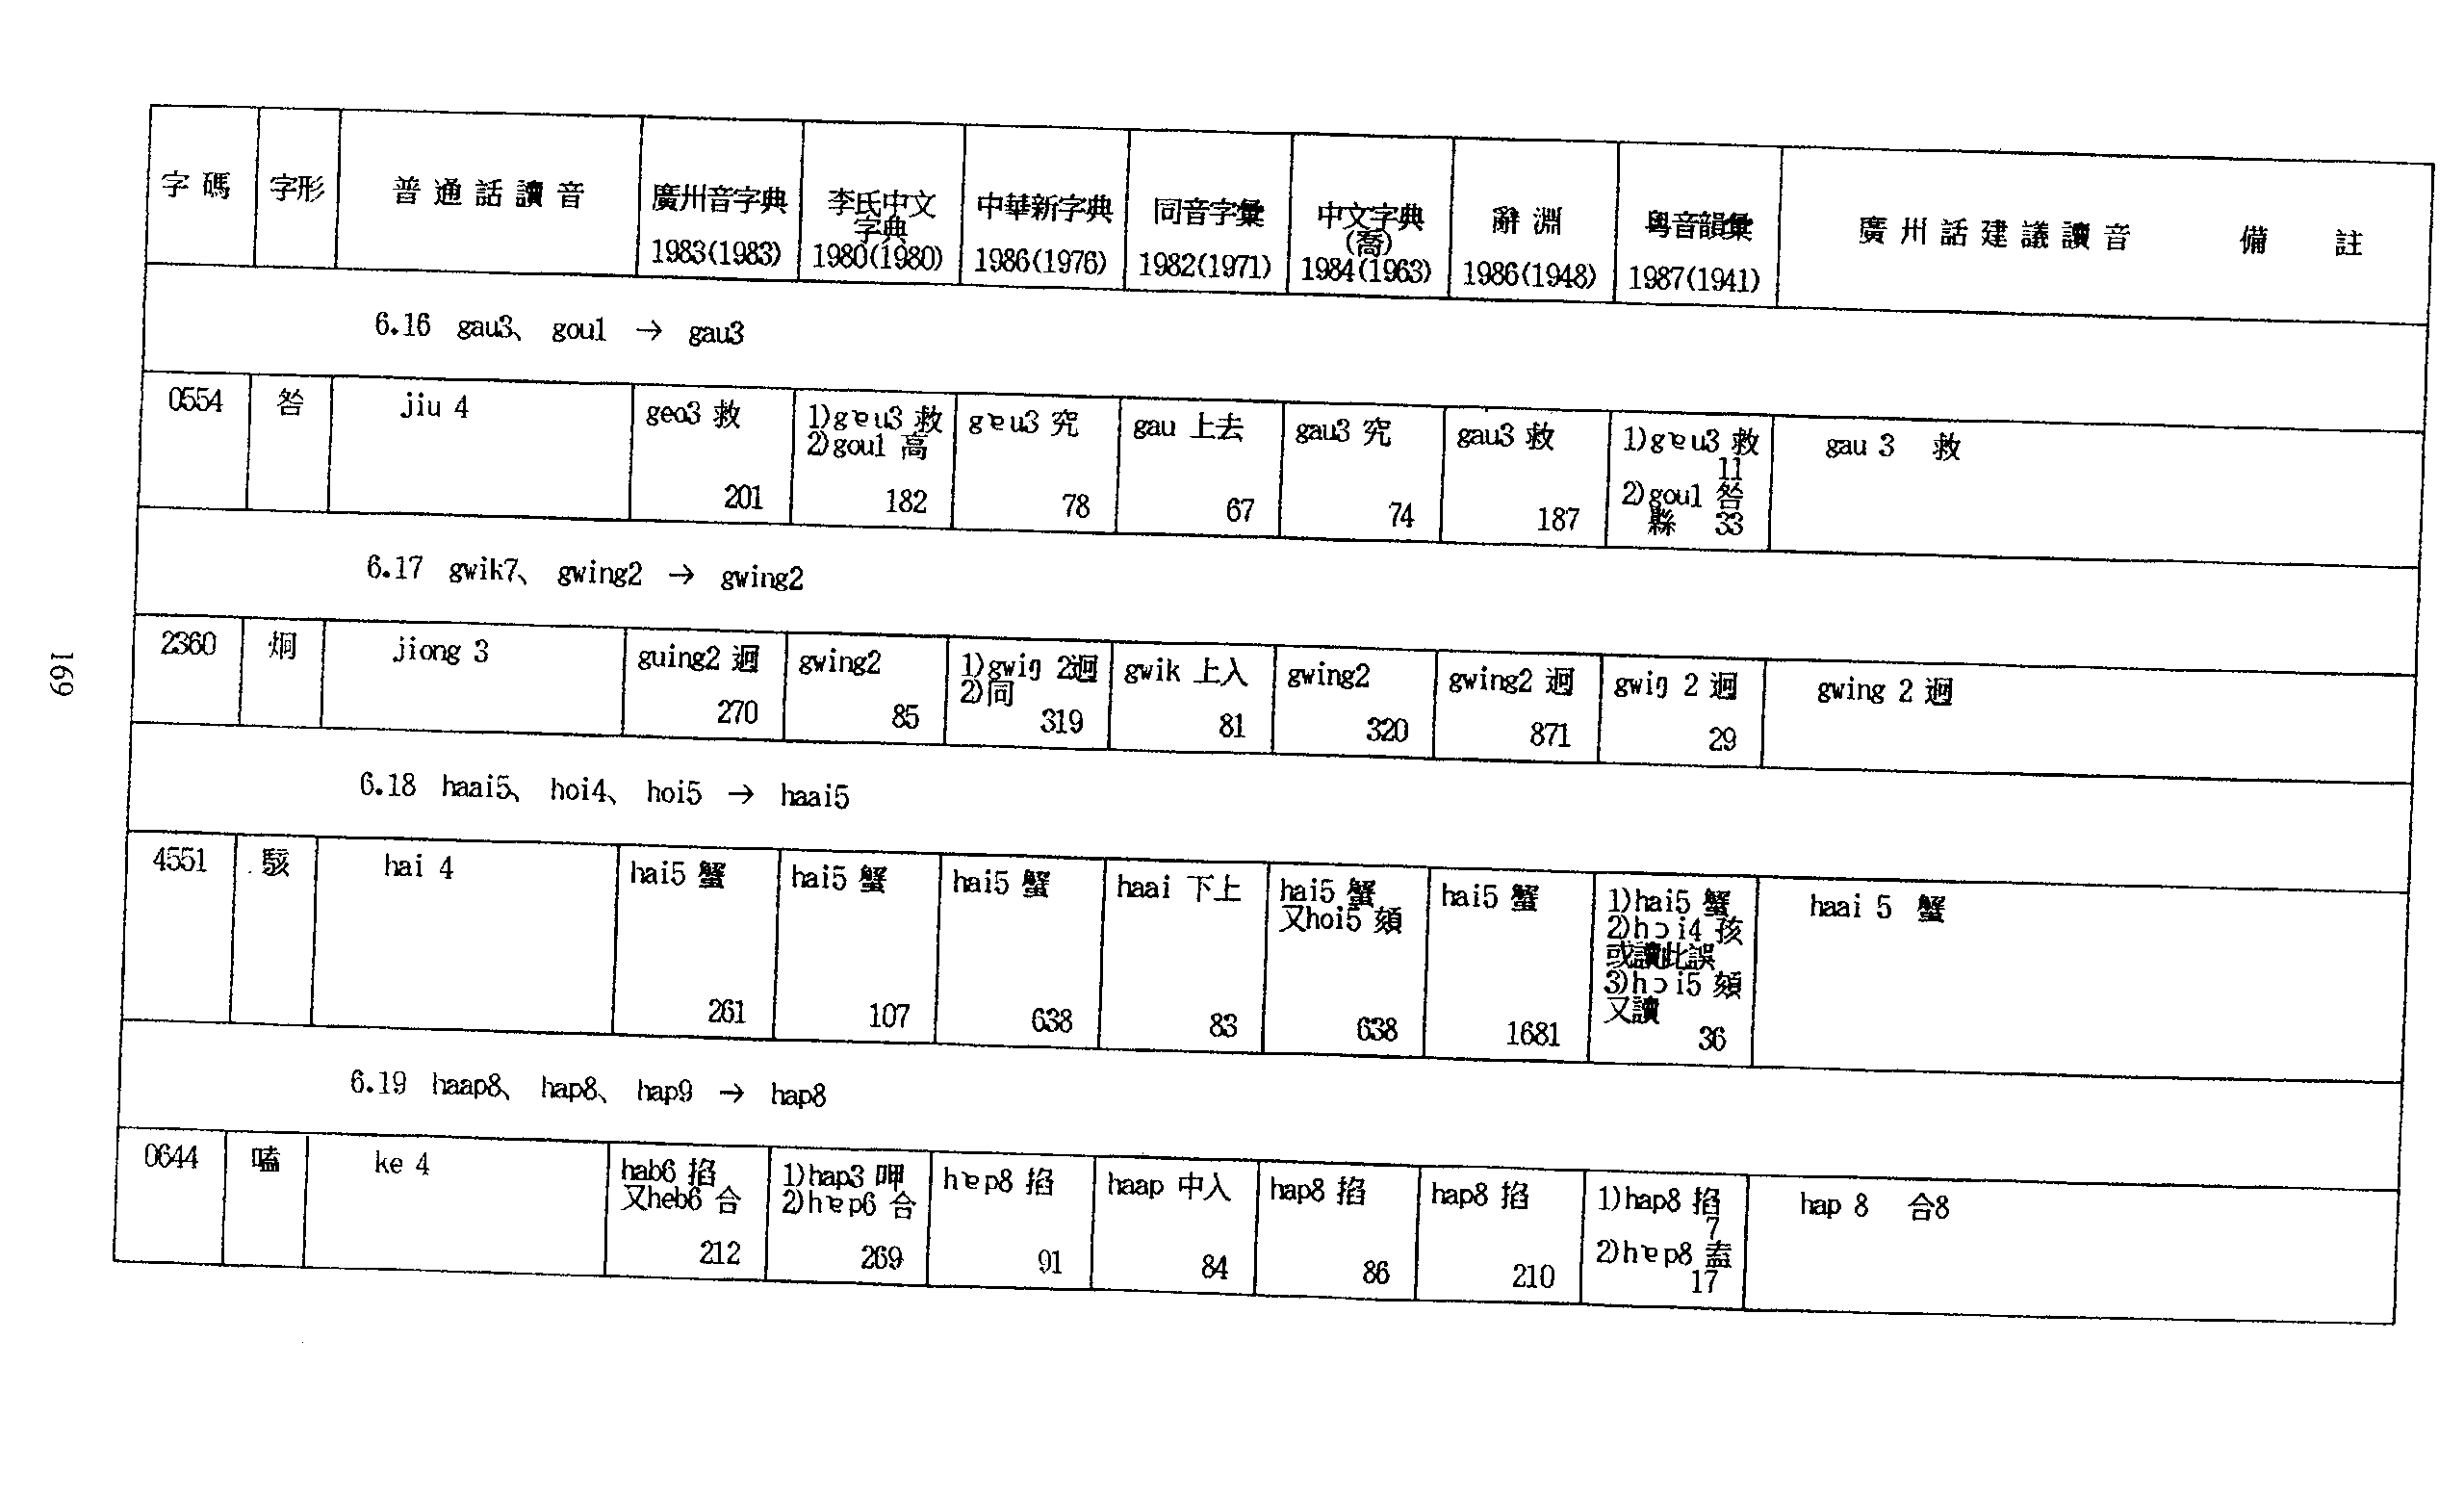 字碼 字形 普通話讀音 廣州音字典 1983(1983) 李氏中文字典 1980(1980) 中華新字典 1986(1976) 同音字彙 1982(1971) 中文字典(喬) 1984(1963) 辭淵 1986(1948) 粵音韻彙 1987(1941) 廣州話建議讀音 備註
6.16 gau3、 gou1 → gau3
0554 咎 jiu 4 geo3 救 201 1)gɐu3 救 2)gou1 高 182 gɐu3 究 78 gau 上去 67 gau3 究 74 gau3 救 187 1)gɐu3 救 11 2)gou1 咎縣 33 gau 3 救
6.17 gwik7、 gwing2 → gwing2
2360 炯 jiong 3 guing2 迥 270 gwing2 85 1)gwiŋ 2迥 2)同 319 gwik 上入 81 gwing2 320 gwing2 迥 871 gwiŋ 2 迥 29 gwing 2 迥
6.18 haai5、 hoi4、 hoi5 → haai5
4551 駭 hai 4 hai5 蟹 261 hai5 蟹 107 hai5 蟹 638 haai 下上 83 hai5 蟹 又hoi5 頦 638 hai5 蟹 1681 1)hai5 蟹 2)hɔi4 孩 或讀此誤 3)hɔi5 頦 又讀 36 haai 5 蟹
6.19 haap8、 hap8、 hap9 → hap8
0644 嗑 ke 4 hab6 掐 又heb6 合 212 1)hap3 呷 2)hɐp6 合 269 hɐp8 掐 91 haap 中入 84 hap8 掐 86 hap8 掐 210 1)hap8 掐 7 2)hɐp8 盍 17 hap 8 合8
169